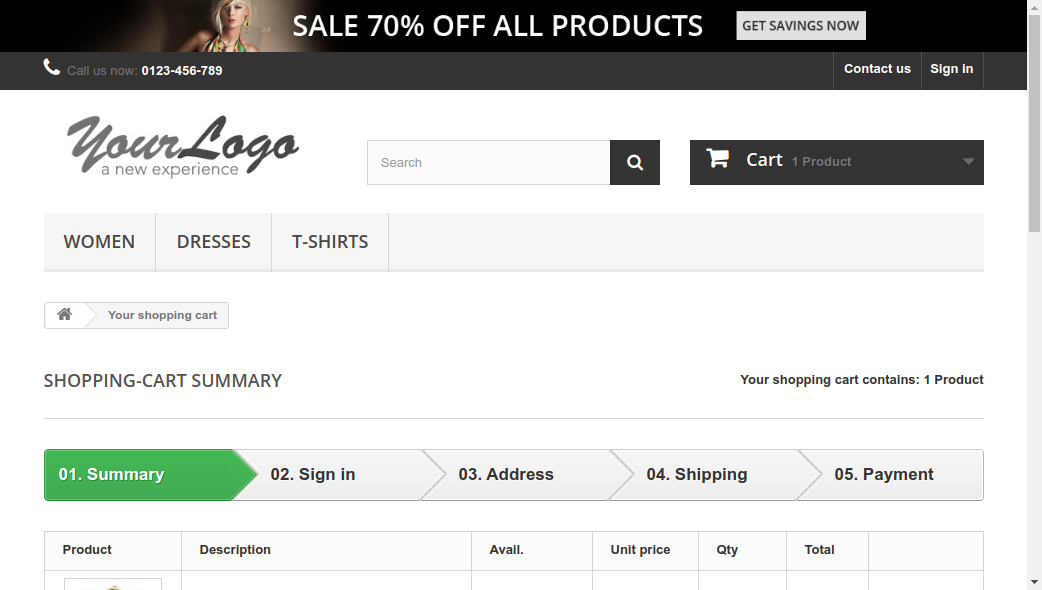 SALE 70% OFF ALL PRODUCTS GET SAVINGS NOW
Call us now: 0123-456-789 Contact us Sign in
YourLogo
a new experience
Search
Cart 1 Product
WOMEN DRESSES T-SHIRTS
Your shopping cart
SHOPPING-CART SUMMARY Your shopping cart contains: 1 Product
01. Summary 02. Sign in 03. Address 04. Shipping 05. Payment
Product Description Avail. Unit price Qty Total